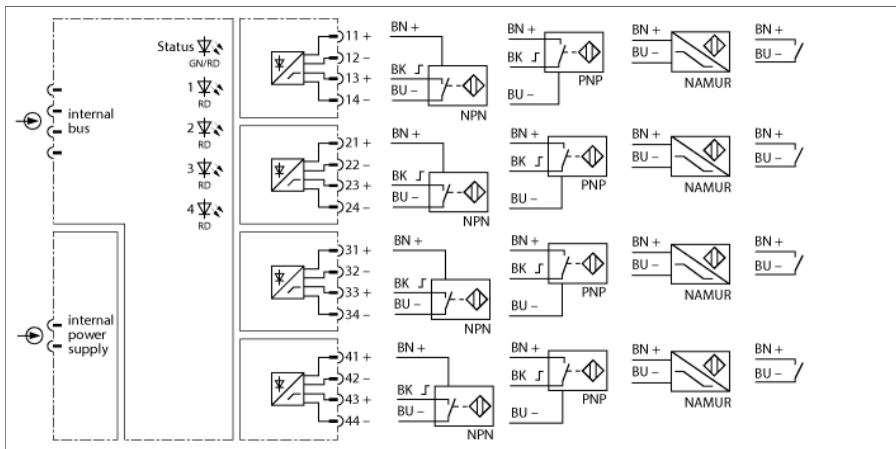 Status
GN/RD
1
RD
2
RD
3
RD
4
RD
internal
bus
internal
power
supply
11 +
12 –
13 +
14 –
BN +
BK
BU –
NPN
BN +
BK
BU –
PNP
BN +
BU –
NAMUR
BN +
BU –
21 +
22 –
23 +
24 –
BN +
BK
BU –
NPN
BN +
BK
BU –
PNP
BN +
BU –
NAMUR
BN +
BU –
31 +
32 –
33 +
34 –
BN +
BK
BU –
NPN
BN +
BK
BU –
PNP
BN +
BU –
NAMUR
BN +
BU –
41 +
42 –
43 +
44 –
BN +
BK
BU –
NPN
BN +
BK
BU –
PNP
BN +
BU –
NAMUR
BN +
BU –